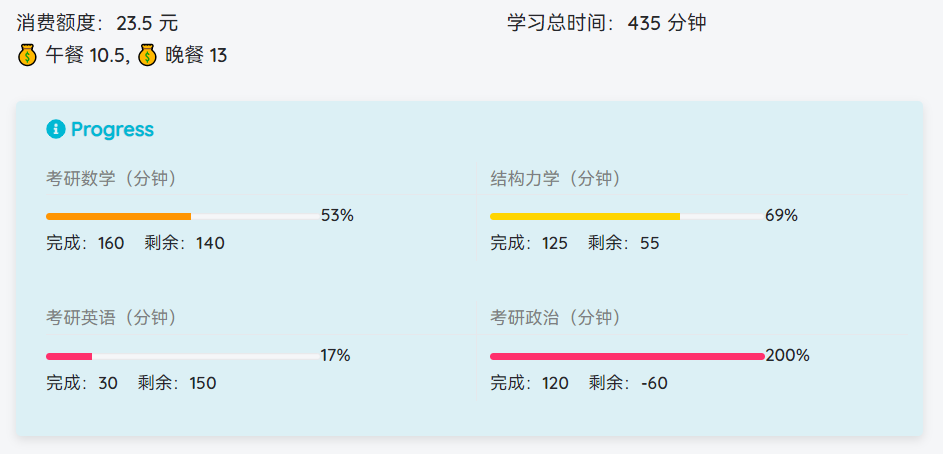 消费额度：23.5 元
学习总时间：435 分钟
午餐 10.5, 晚餐 13
Progress
考研数学（分钟）
53%
完成：160 剩余：140
结构力学（分钟）
69%
完成：125 剩余：55
考研英语（分钟）
17%
完成：30 剩余：150
考研政治（分钟）
200%
完成：120 剩余：-60